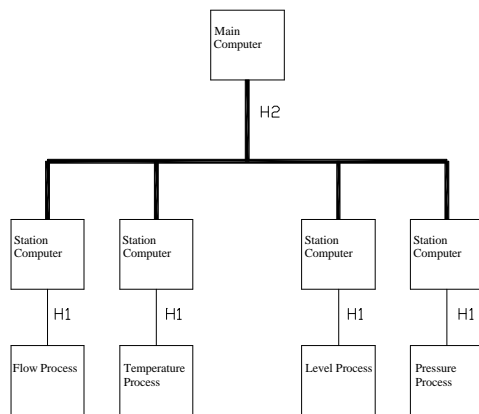 Main
Computer
H2
Station
Computer
Station
Computer
Station
Computer
Station
Computer
H1
H1
H1
H1
Flow Process
Temperature
Process
Level Process
Pressure
Process